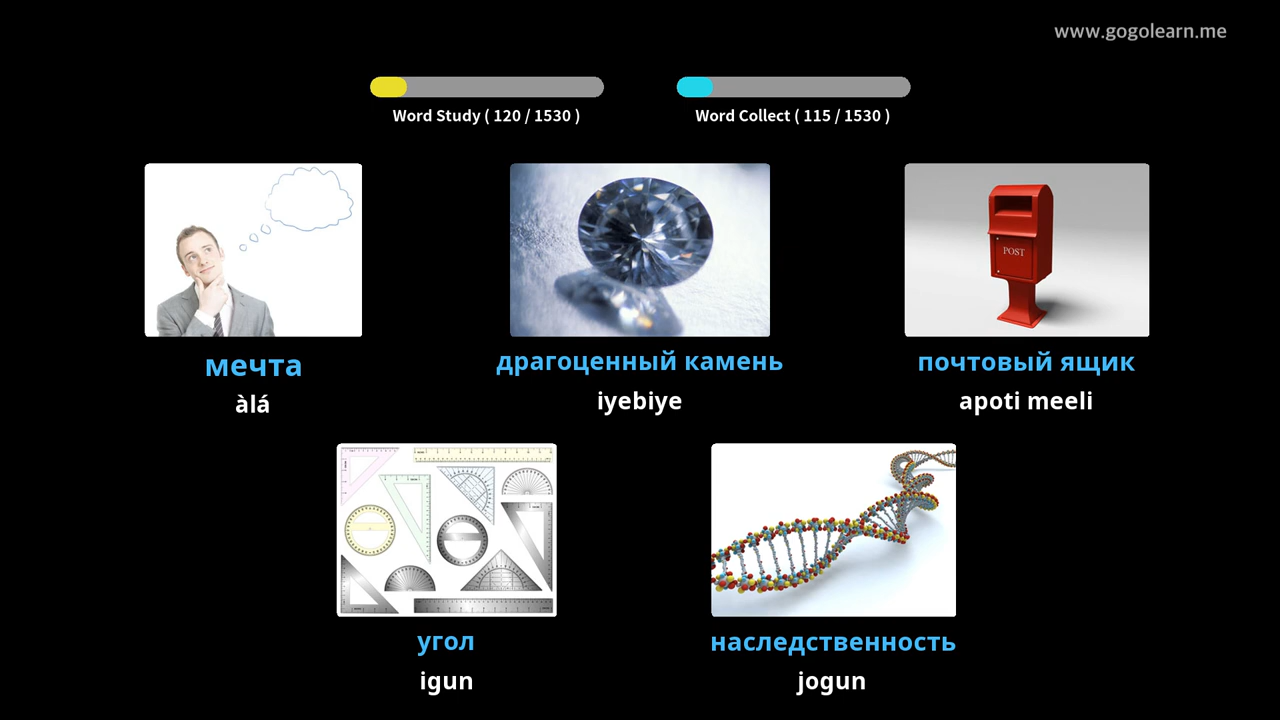 www.gogolearn.me
Word Study ( 120 / 1530 )
Word Collect ( 115 / 1530 )
POST
мечта
àlá
драгоценный камень
iyebiye
почтовый ящик
apoti meeli
угол
igun
наследственность
jogun